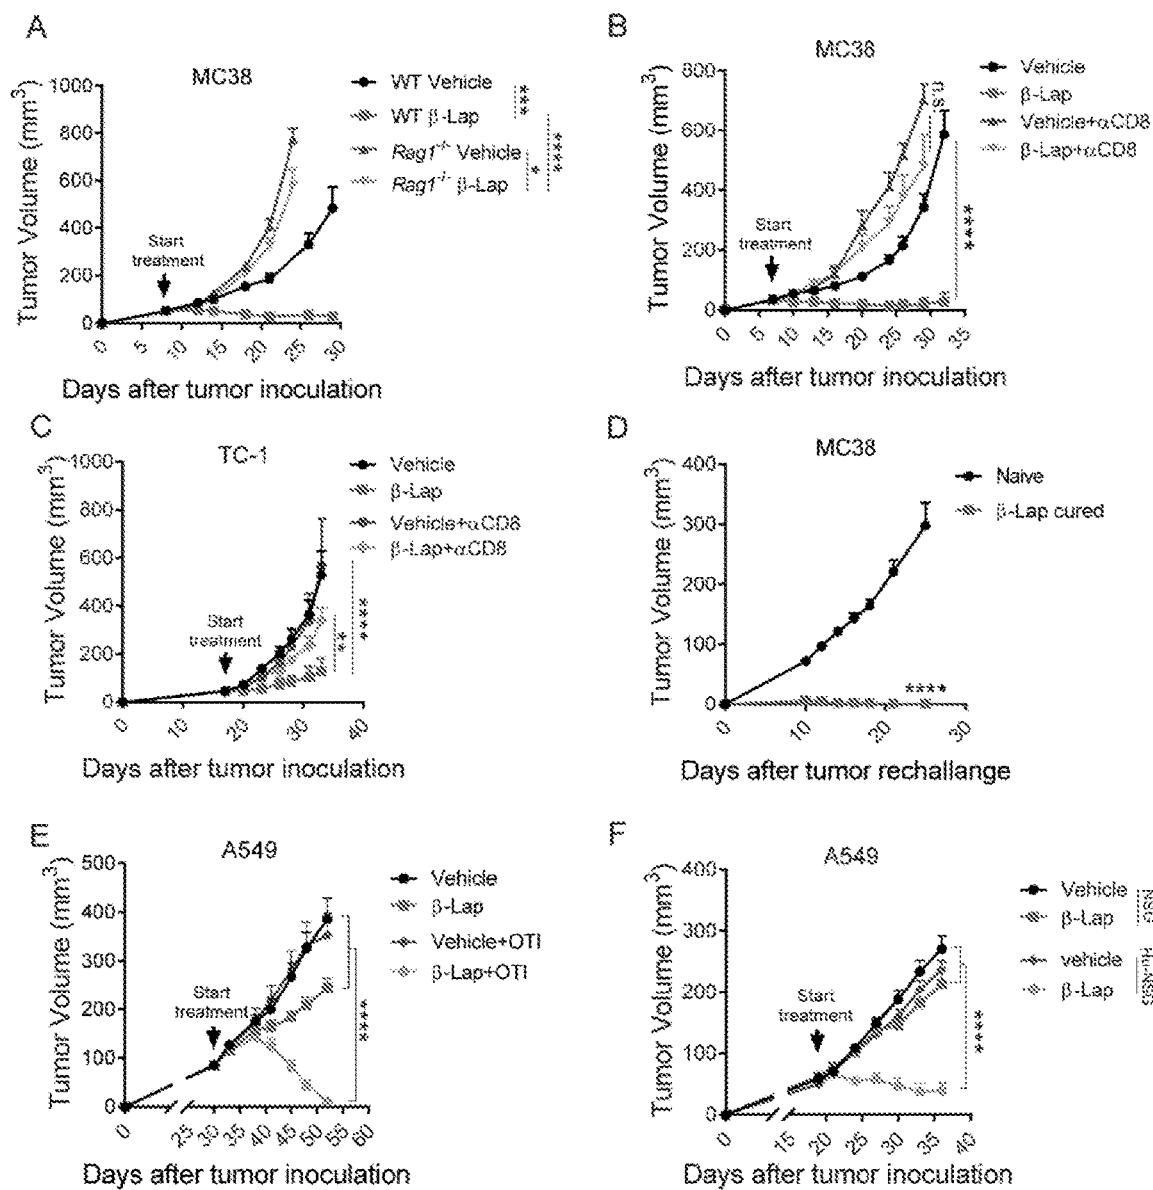 A
MC38
Tumor Volume (mm3)
1000
800
600
400
200
0
Start
treatment
0 5 10 15 20 25 30
Days after tumor inoculation
WT Vehicle
WT β-Lap
Rag1-/- Vehicle
Rag1-/- β-Lap
***
*
****
B
MC38
Tumor Volume (mm3)
800
600
400
200
0
Start
treatment
0 5 10 15 20 25 30 35
Days after tumor inoculation
Vehicle
β-Lap
Vehicle+αCD8
β-Lap+αCD8
n.s
****
C
TC-1
Tumor Volume (mm3)
1000
800
600
400
200
0
Start
treatment
0 10 20 30 40
Days after tumor inoculation
Vehicle
β-Lap
Vehicle+αCD8
β-Lap+αCD8
**
****
D
MC38
Tumor Volume (mm3)
400
300
200
100
0
0 10 20 30
Days after tumor rechallange
Naive
β-Lap cured
****
E
A549
Tumor Volume (mm3)
500
400
300
200
100
0
Start
treatment
0 25 30 35 40 45 50 55 60
Days after tumor inoculation
Vehicle
β-Lap
Vehicle+OTI
β-Lap+OTI
****
F
A549
Tumor Volume (mm3)
400
300
200
100
0
Start
treatment
0 15 20 25 30 35 40
Days after tumor inoculation
Vehicle
β-Lap
NSG
vehicle
β-Lap
Hu-NSG
****